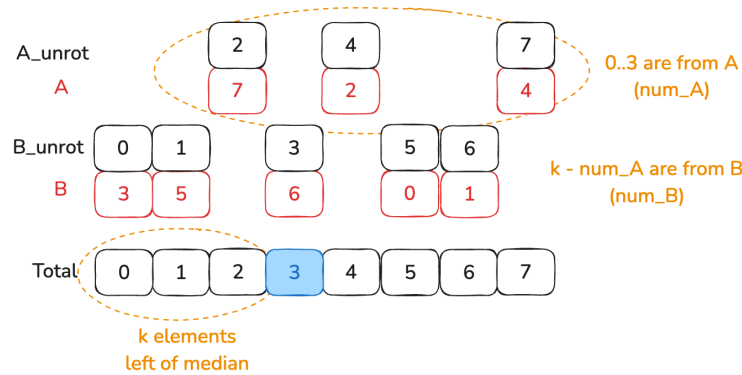 A_unrot 2 4 7
A 7 2 4
0..3 are from A
(num_A)
B_unrot 0 1 3 5 6
B 3 5 6 0 1
k - num_A are from B
(num_B)
Total 0 1 2 3 4 5 6 7
k elements
left of median